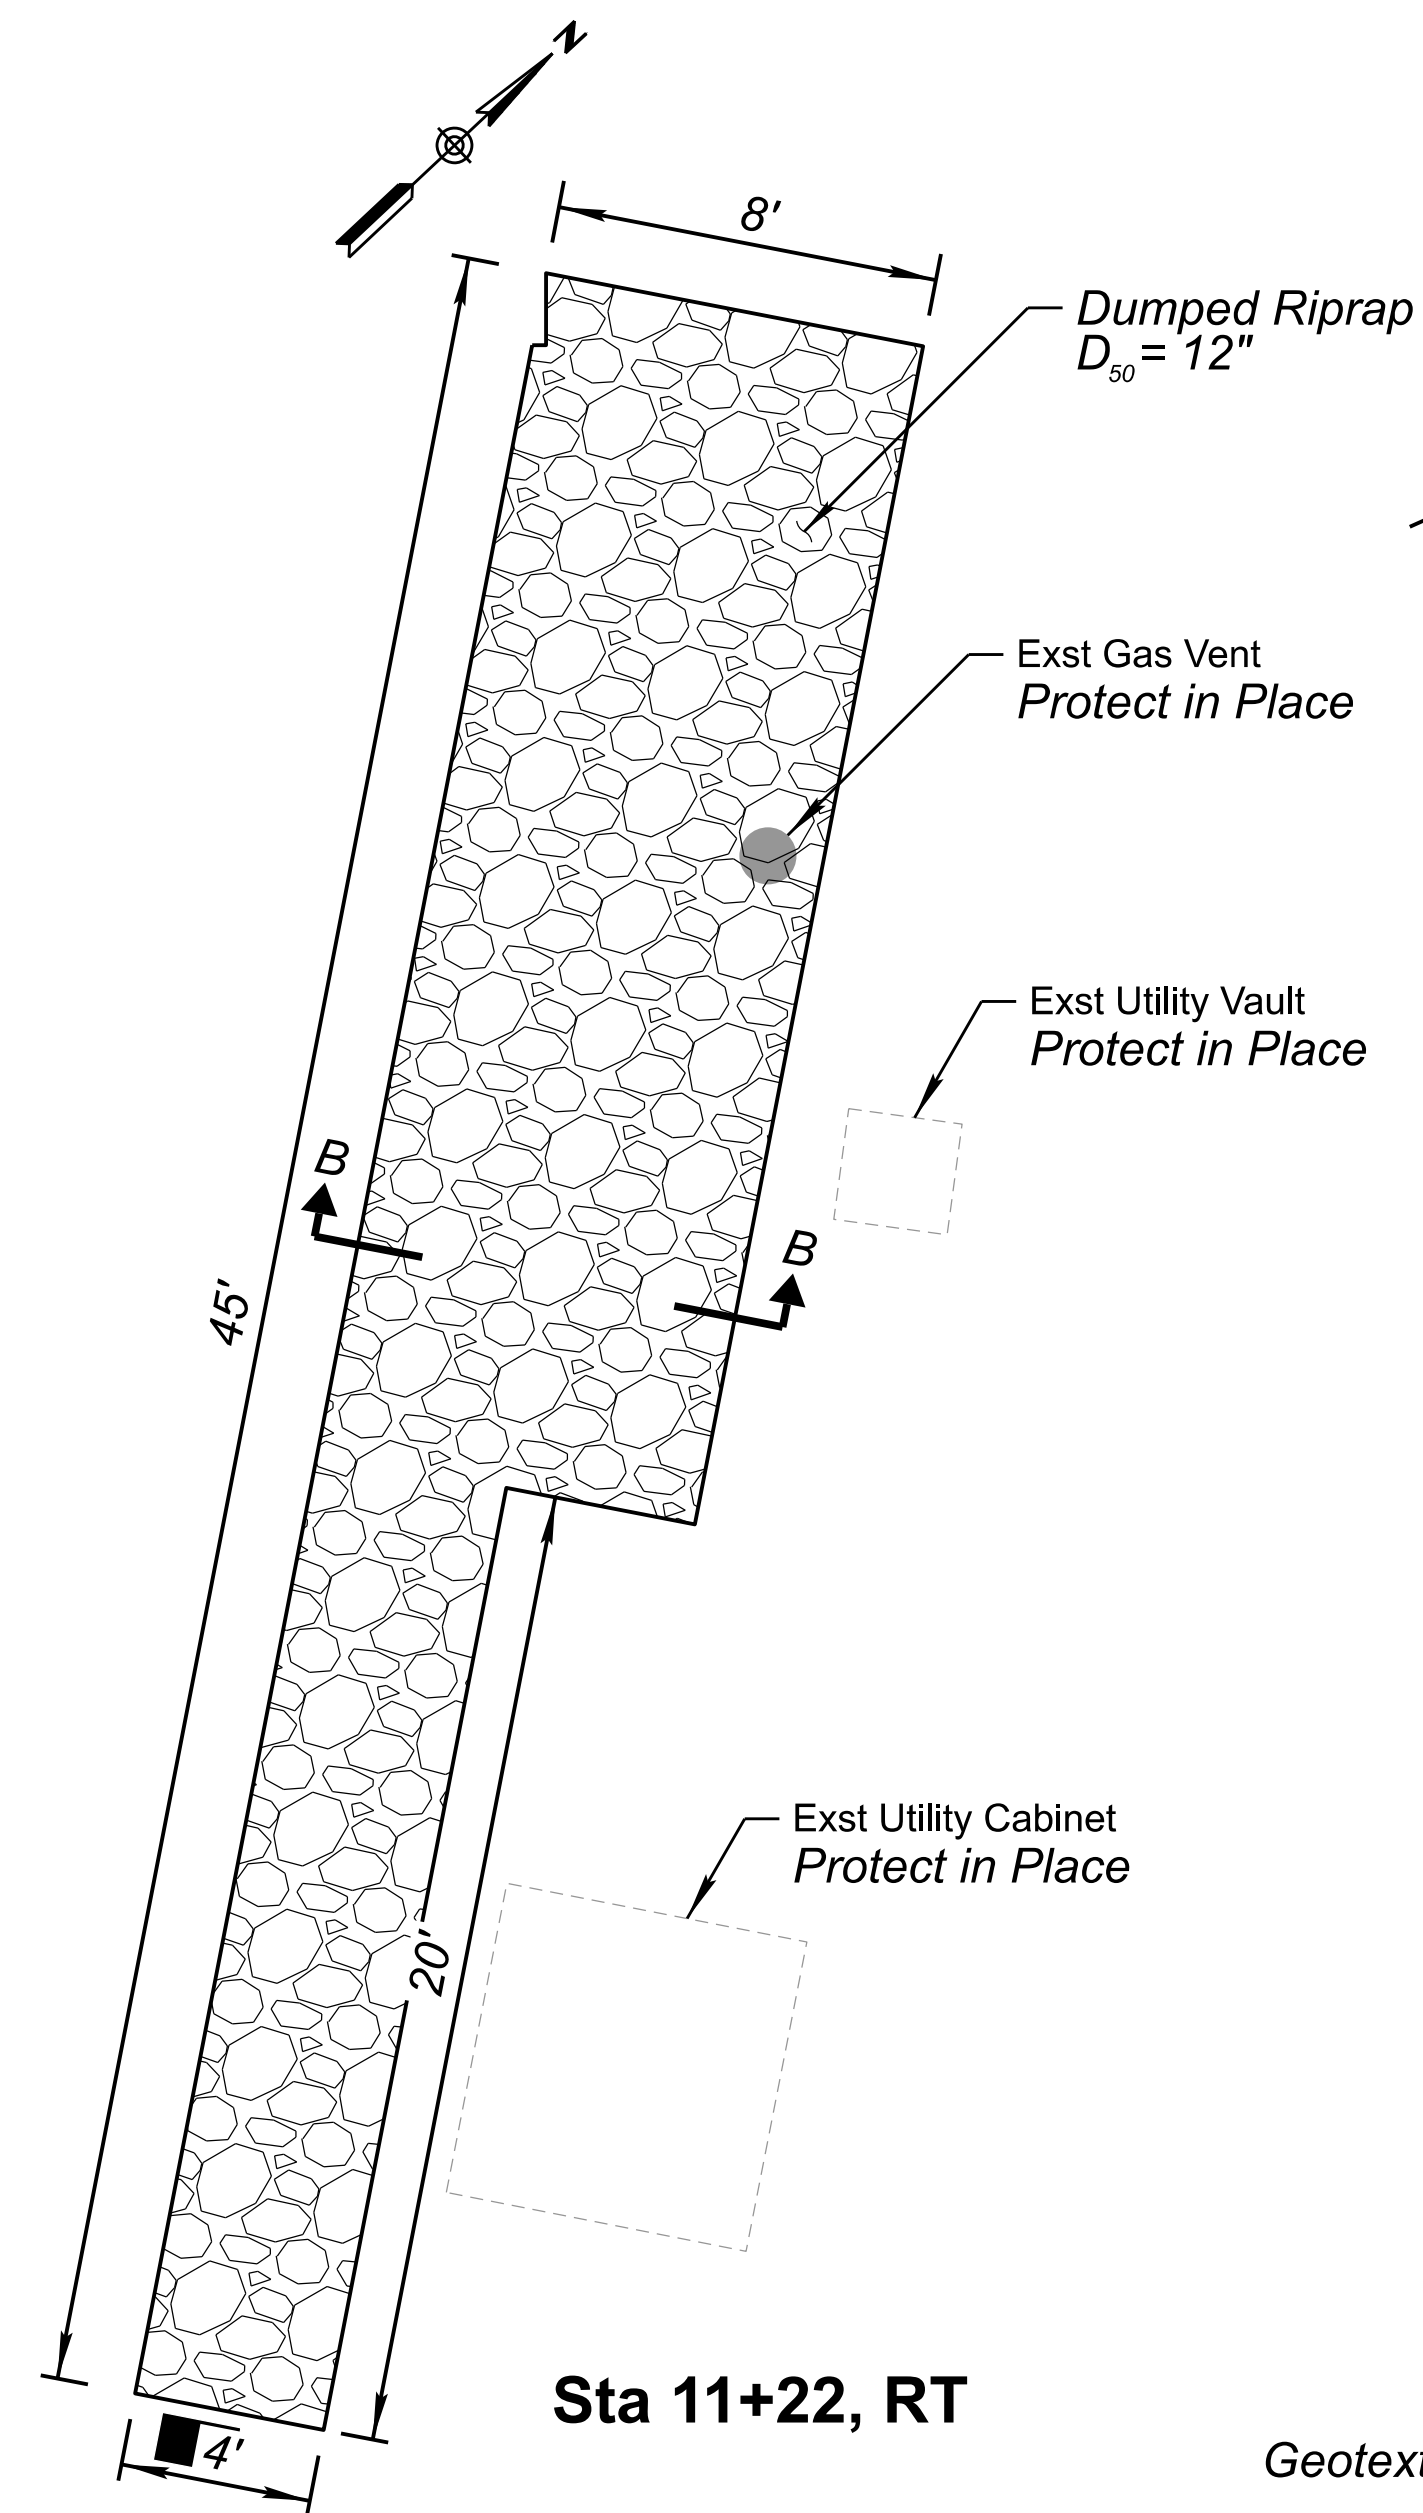 N
8'
Dumped Riprap
D50 = 12"
Exst Gas Vent
Protect in Place
Exst Utility Vault
Protect in Place
B
B
45'
Exst Utility Cabinet
Protect in Place
20'
Sta 11+22, RT
4'
Geotext